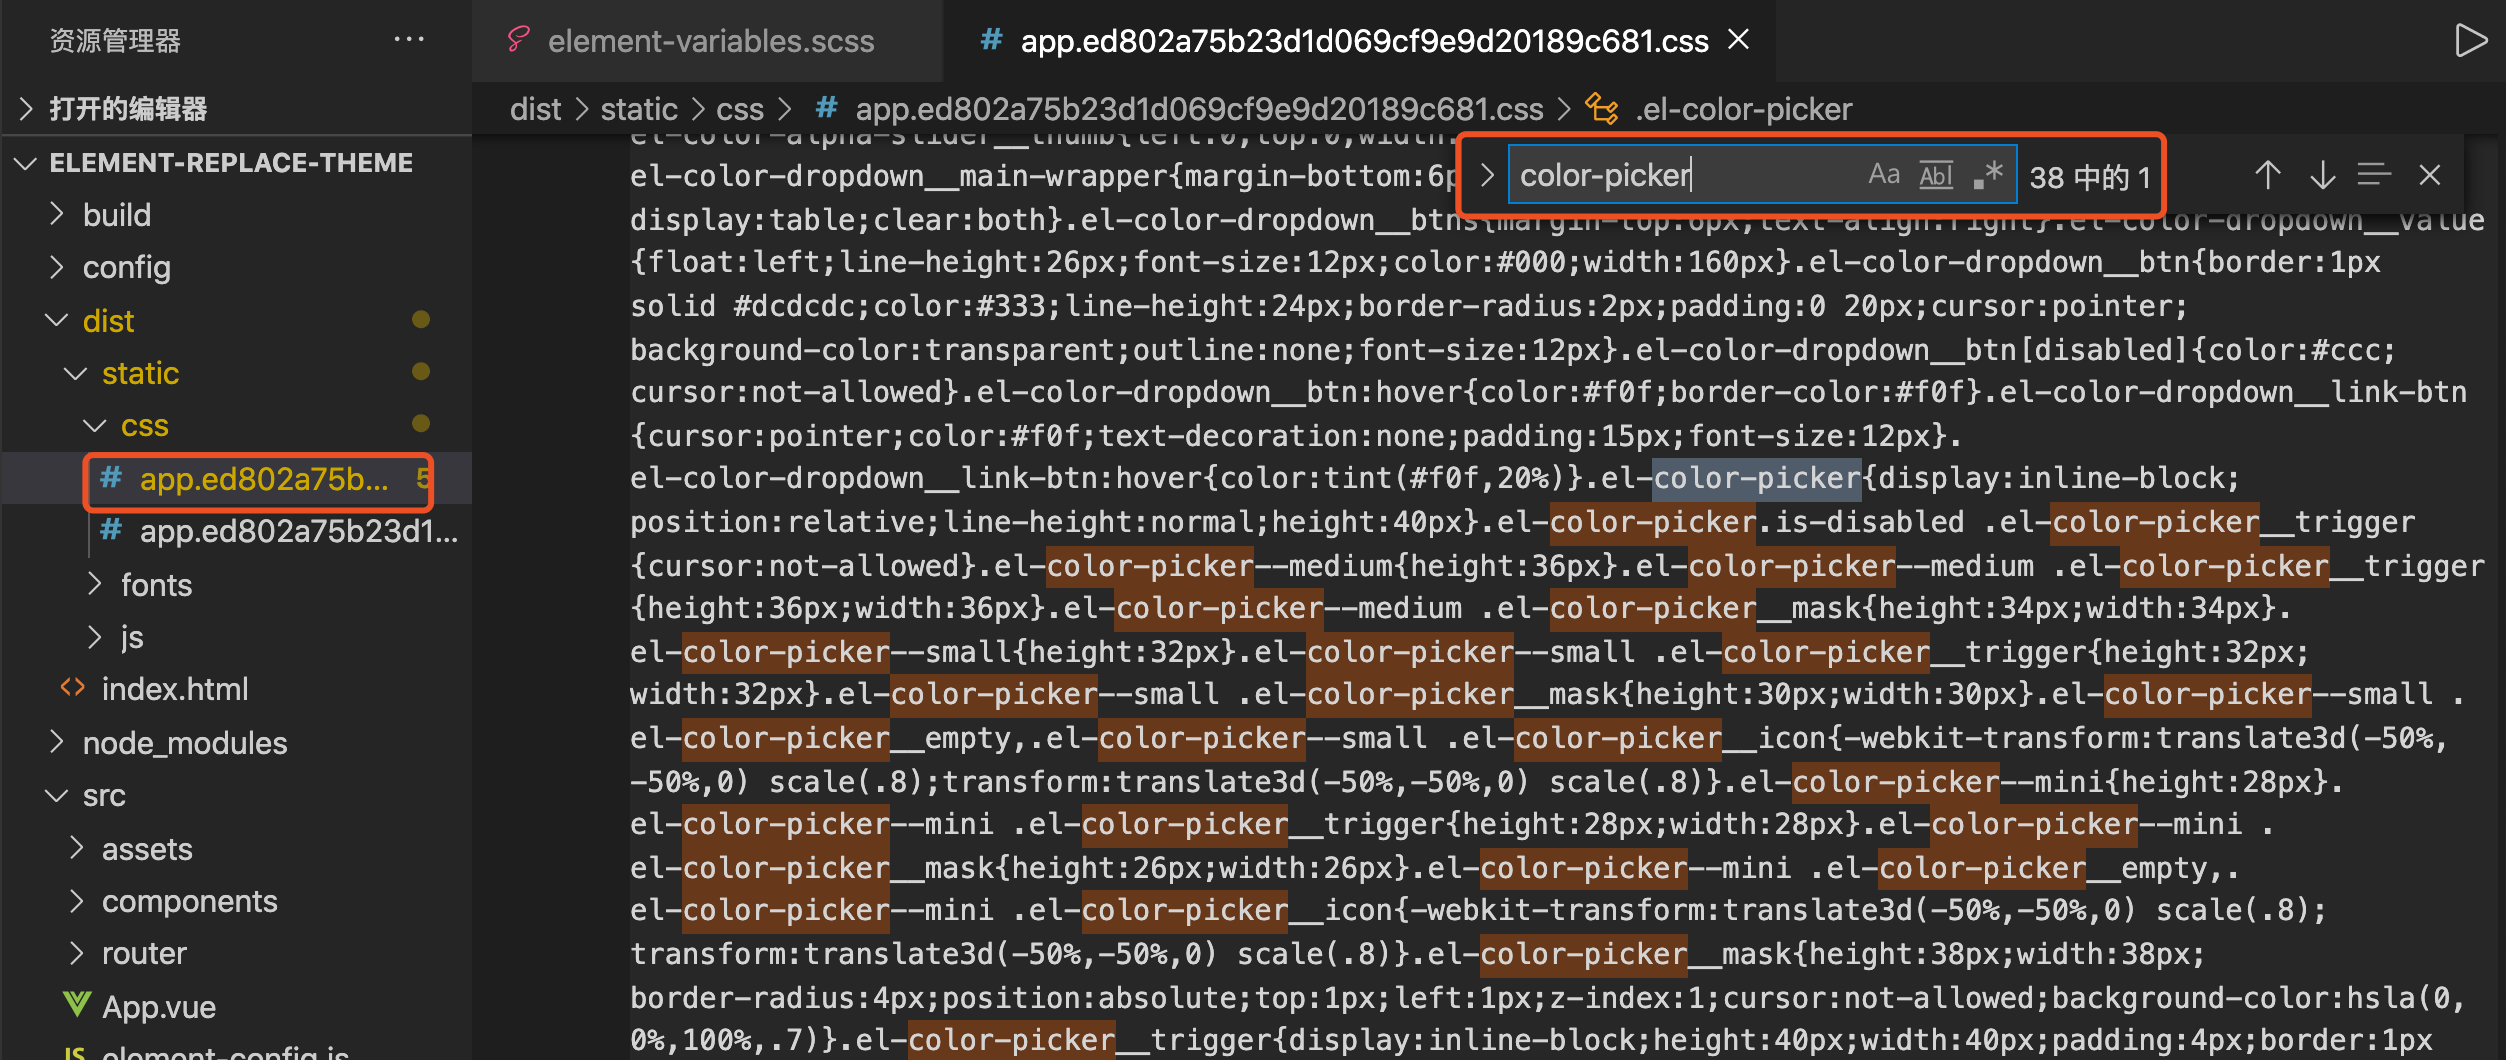 资源管理器
···
element-variables.scss
# app.ed802a75b23d1d069cf9e9d20189c681.css
打开的编辑器
dist > static > css > # app.ed802a75b23d1d069cf9e9d20189c681.css > .el-color-picker
ELEMENT-REPLACE-THEME
build
config
dist
static
css
# app.ed802a75b... 5
# app.ed802a75b23d1...
fonts
js
<> index.html
node_modules
src
assets
components
router
App.vue
JS element-config.js
color-picker
Aa Abl .*
38 中的 1
el-color-alpha-slider__thumb{left:0;top:0;width:
el-color-dropdown__main-wrapper{margin-bottom:6p
display:table;clear:both}.el-color-dropdown__btns{margin-top:6px;text-align:right}.el-color-dropdown__value
{float:left;line-height:26px;font-size:12px;color:#000;width:160px}.el-color-dropdown__btn{border:1px
solid #dcdcdc;color:#333;line-height:24px;border-radius:2px;padding:0 20px;cursor:pointer;
background-color:transparent;outline:none;font-size:12px}.el-color-dropdown__btn[disabled]{color:#ccc;
cursor:not-allowed}.el-color-dropdown__btn:hover{color:#f0f;border-color:#f0f}.el-color-dropdown__link-btn
{cursor:pointer;color:#f0f;text-decoration:none;padding:15px;font-size:12px}.
el-color-dropdown__link-btn:hover{color:tint(#f0f,20%)}.el-color-picker{display:inline-block;
position:relative;line-height:normal;height:40px}.el-color-picker.is-disabled .el-color-picker__trigger
{cursor:not-allowed}.el-color-picker--medium{height:36px}.el-color-picker--medium .el-color-picker__trigger
{height:36px;width:36px}.el-color-picker--medium .el-color-picker__mask{height:34px;width:34px}.
el-color-picker--small{height:32px}.el-color-picker--small .el-color-picker__trigger{height:32px;
width:32px}.el-color-picker--small .el-color-picker__mask{height:30px;width:30px}.el-color-picker--small .
el-color-picker__empty,.el-color-picker--small .el-color-picker__icon{-webkit-transform:translate3d(-50%,
-50%,0) scale(.8);transform:translate3d(-50%,-50%,0) scale(.8)}.el-color-picker--mini{height:28px}.
el-color-picker--mini .el-color-picker__trigger{height:28px;width:28px}.el-color-picker--mini .
el-color-picker__mask{height:26px;width:26px}.el-color-picker--mini .el-color-picker__empty,.
el-color-picker--mini .el-color-picker__icon{-webkit-transform:translate3d(-50%,-50%,0) scale(.8);
transform:translate3d(-50%,-50%,0) scale(.8)}.el-color-picker__mask{height:38px;width:38px;
border-radius:4px;position:absolute;top:1px;left:1px;z-index:1;cursor:not-allowed;background-color:hsla(0,
0%,100%,.7)}.el-color-picker__trigger{display:inline-block;height:40px;width:40px;padding:4px;border:1px